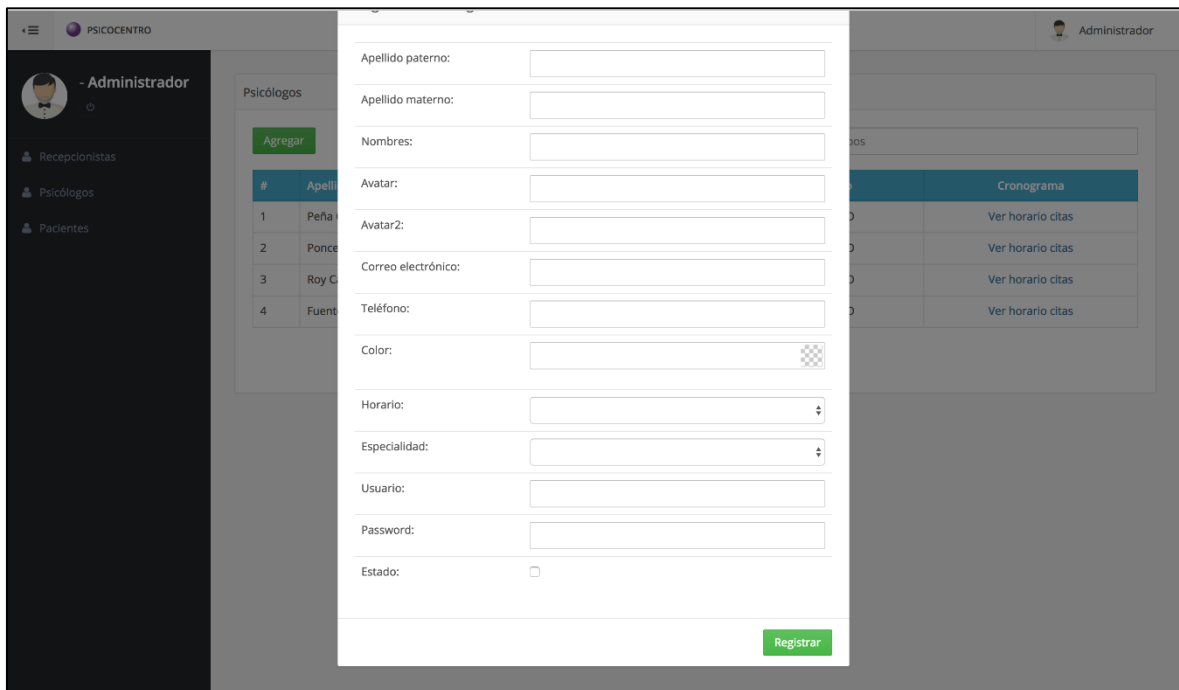 PSICOCENTRO
Administrador
- Administrador
Recepcionistas
Psicólogos
Pacientes
Psicólogos
Agregar
# Cronograma
1 Peña Ver horario citas
2 Ponce Ver horario citas
3 Roy Ver horario citas
4 Ver horario citas
Apellido paterno:
Apellido materno:
Nombres:
Avatar:
Avatar2:
Correo electrónico:
Teléfono:
Color:
Horario:
Especialidad:
Usuario:
Password:
Estado:
Registrar